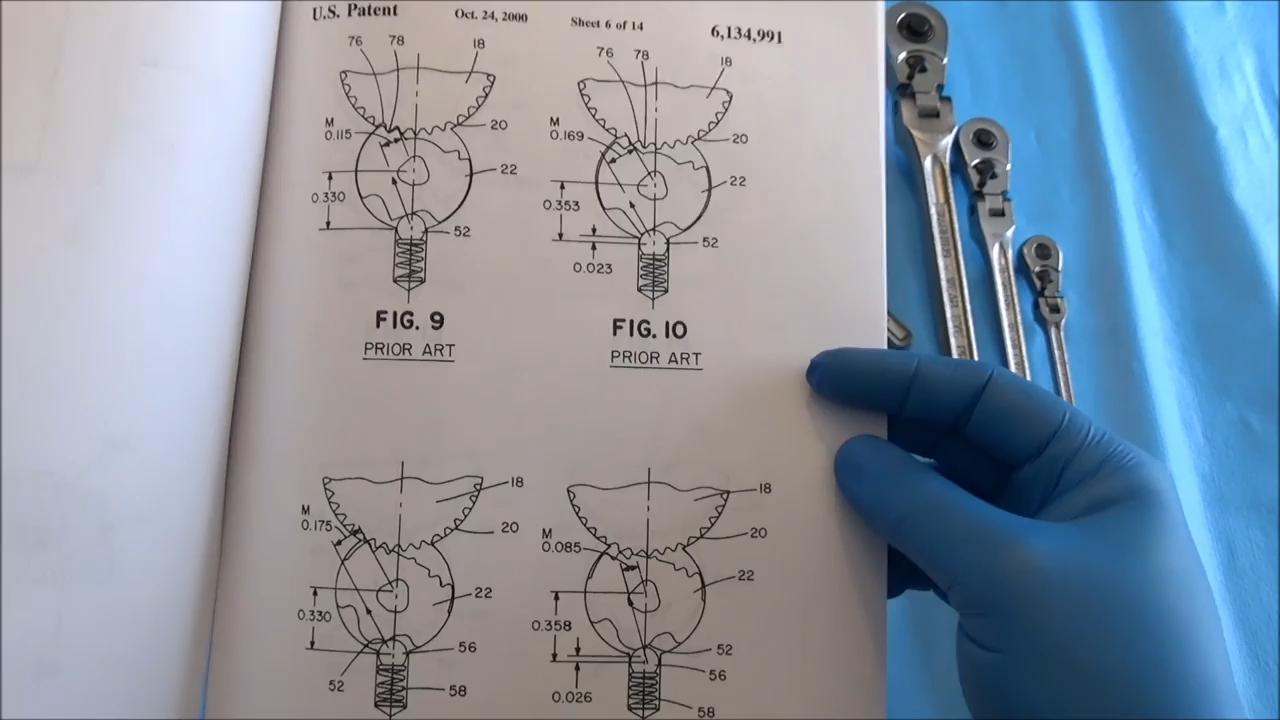 U.S. Patent Oct. 24, 2000 Sheet 6 of 14 6,134,991
76 78 18
M
0.115
20
0.330
22
52
FIG. 9
PRIOR ART
76 78 18
M
0.169
20
0.353
22
52
0.023
FIG. 10
PRIOR ART
18
M
0.175
20
22
0.330
56
52
58
18
M
0.085
20
22
0.358
52
56
0.026
58